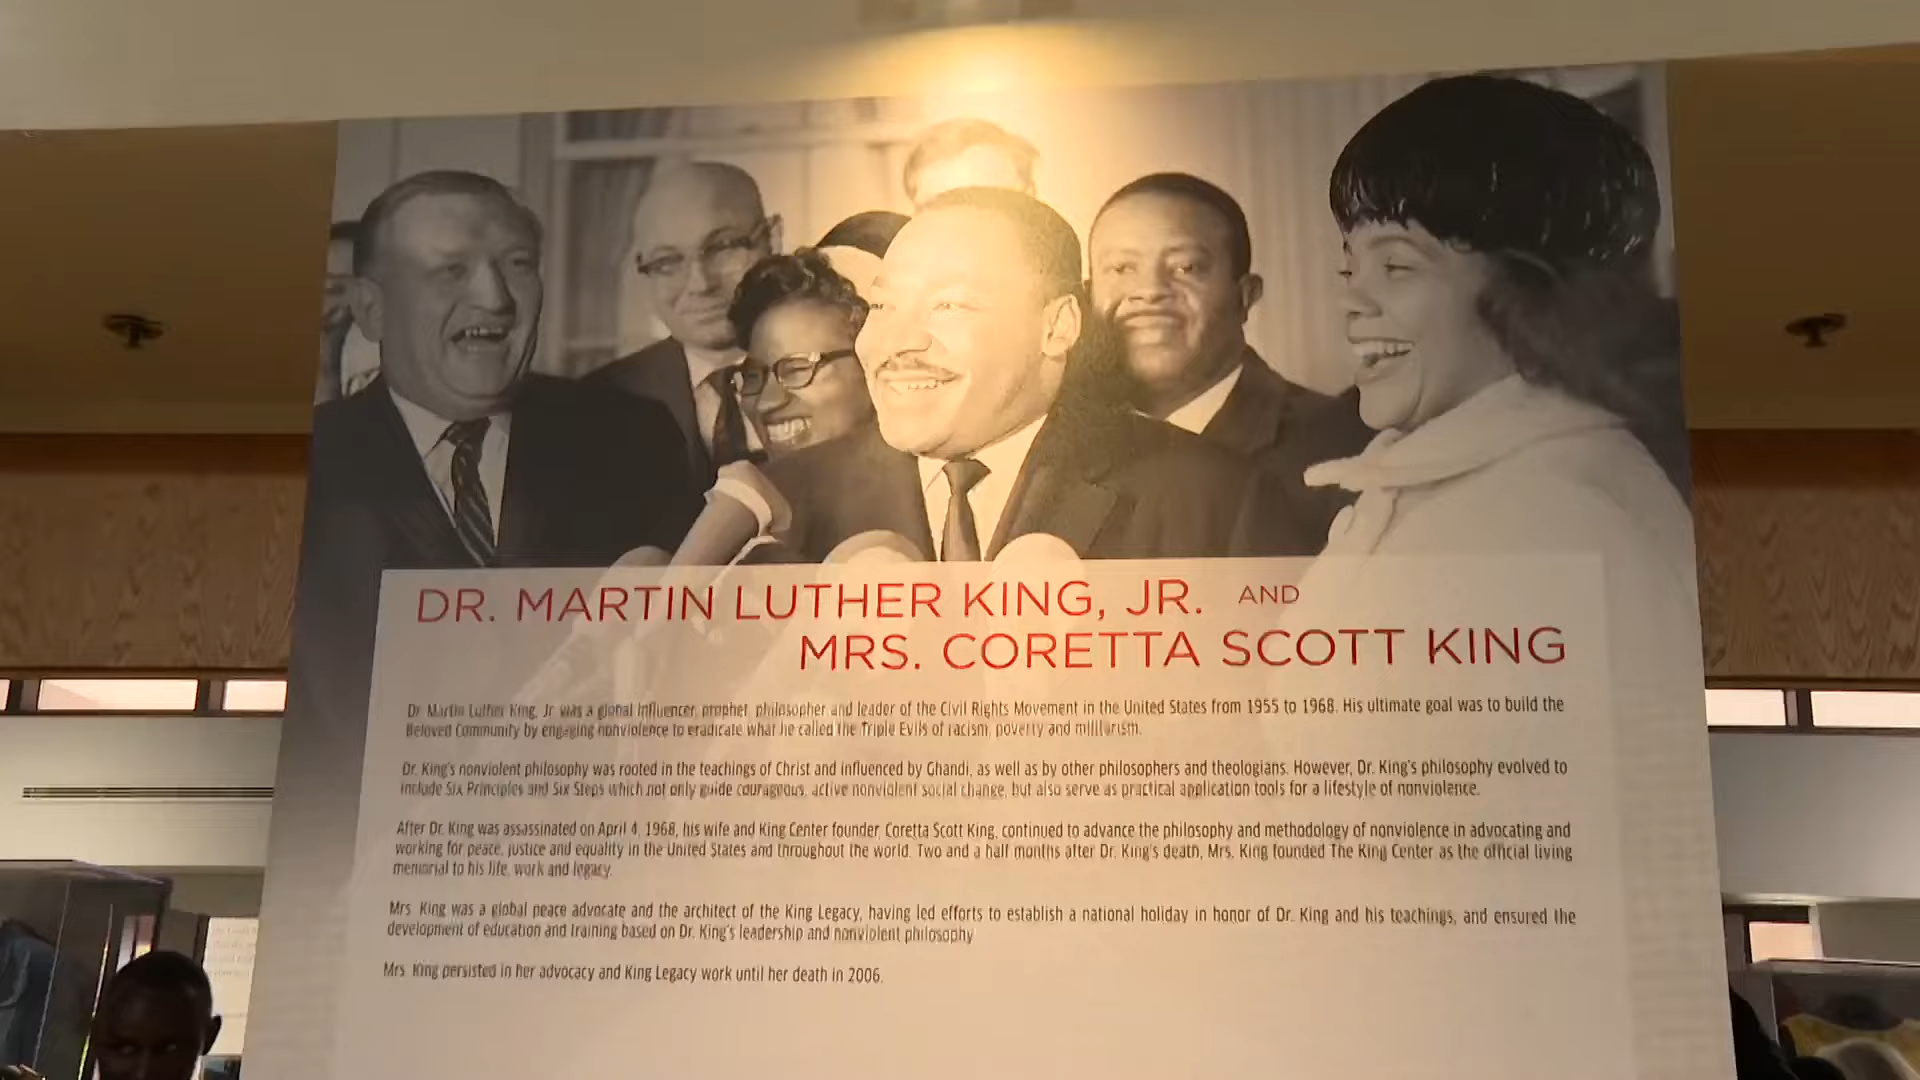 DR. MARTIN LUTHER KING, JR. AND
MRS. CORETTA SCOTT KING
Dr. Martin Luther King, Jr. was a global influencer, prophet, philosopher and leader of the Civil Rights Movement in the United States from 1955 to 1968. His ultimate goal was to build the
Beloved Community by engaging nonviolence to eradicate what he called the Triple Evils of racism, poverty and militarism.
Dr. King's nonviolent philosophy was rooted in the teachings of Christ and influenced by Ghandi, as well as by other philosophers and theologians. However, Dr. King's philosophy evolved to
include Six Principles and Six Steps which not only guide courageous, active nonviolent social change, but also serve as practical application tools for a lifestyle of nonviolence.
After Dr. King was assassinated on April 4, 1968, his wife and King Center founder, Coretta Scott King, continued to advance the philosophy and methodology of nonviolence in advocating and
working for peace, justice and equality in the United States and throughout the world. Two and a half months after Dr. King's death, Mrs. King founded The King Center as the official living
memorial to his life, work and legacy.
Mrs. King was a global peace advocate and the architect of the King Legacy, having led efforts to establish a national holiday in honor of Dr. King and his teachings, and ensured the
development of education and training based on Dr. King's leadership and nonviolent philosophy
Mrs. King persisted in her advocacy and King Legacy work until her death in 2006.